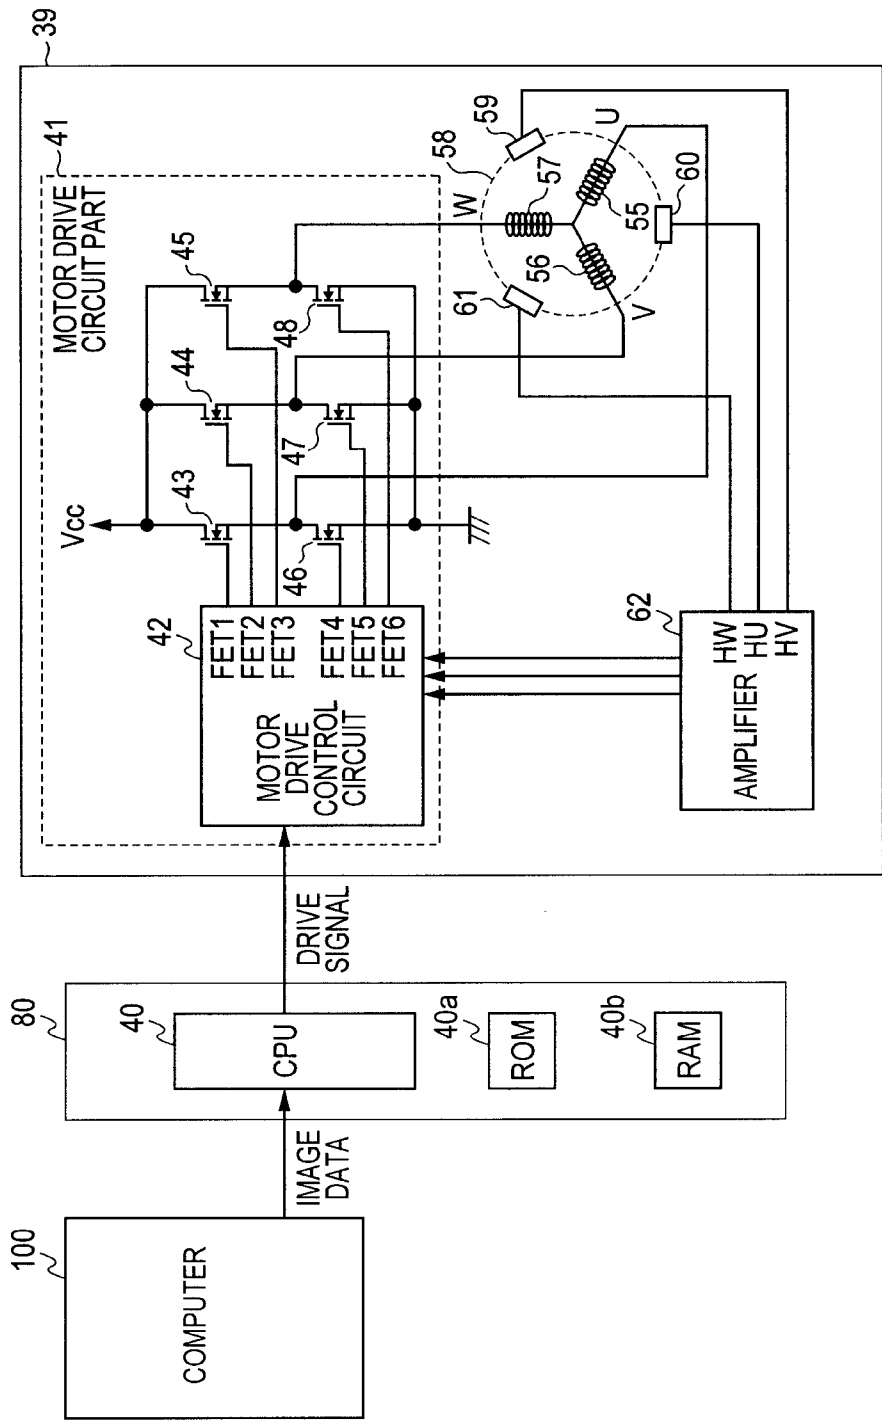 39
41
MOTOR DRIVE
CIRCUIT PART
Vcc
43
44
45
46
47
48
42
FET1
FET2
FET3
FET4
FET5
FET6
MOTOR
DRIVE
CONTROL
CIRCUIT
W
58
59
57
U
55
56
V
60
61
62
HW
HU
HV
AMPLIFIER
DRIVE
SIGNAL
80
40
CPU
40a
ROM
40b
RAM
IMAGE
DATA
100
COMPUTER